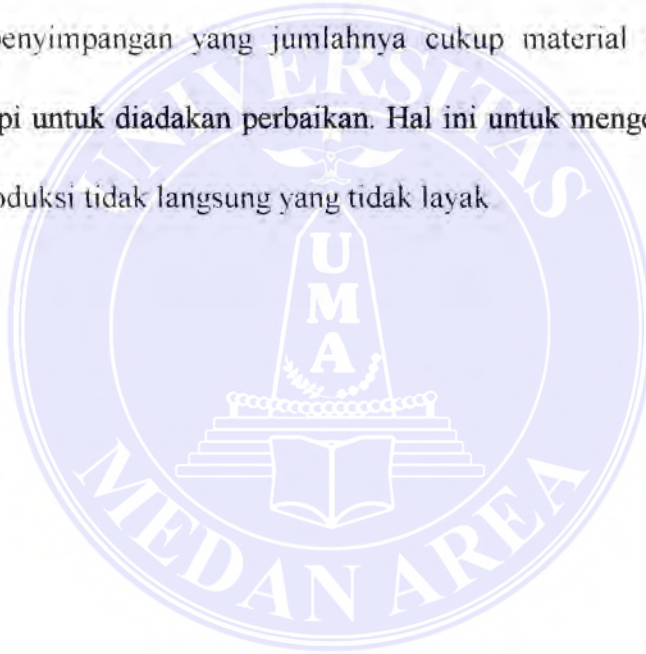 penyimpangan yang jumlahnya cukup material
pi untuk diadakan perbaikan. Hal ini untuk menge
oduksi tidak langsung yang tidak layak
UNIVERSITAS
UMA
MEDAN AREA